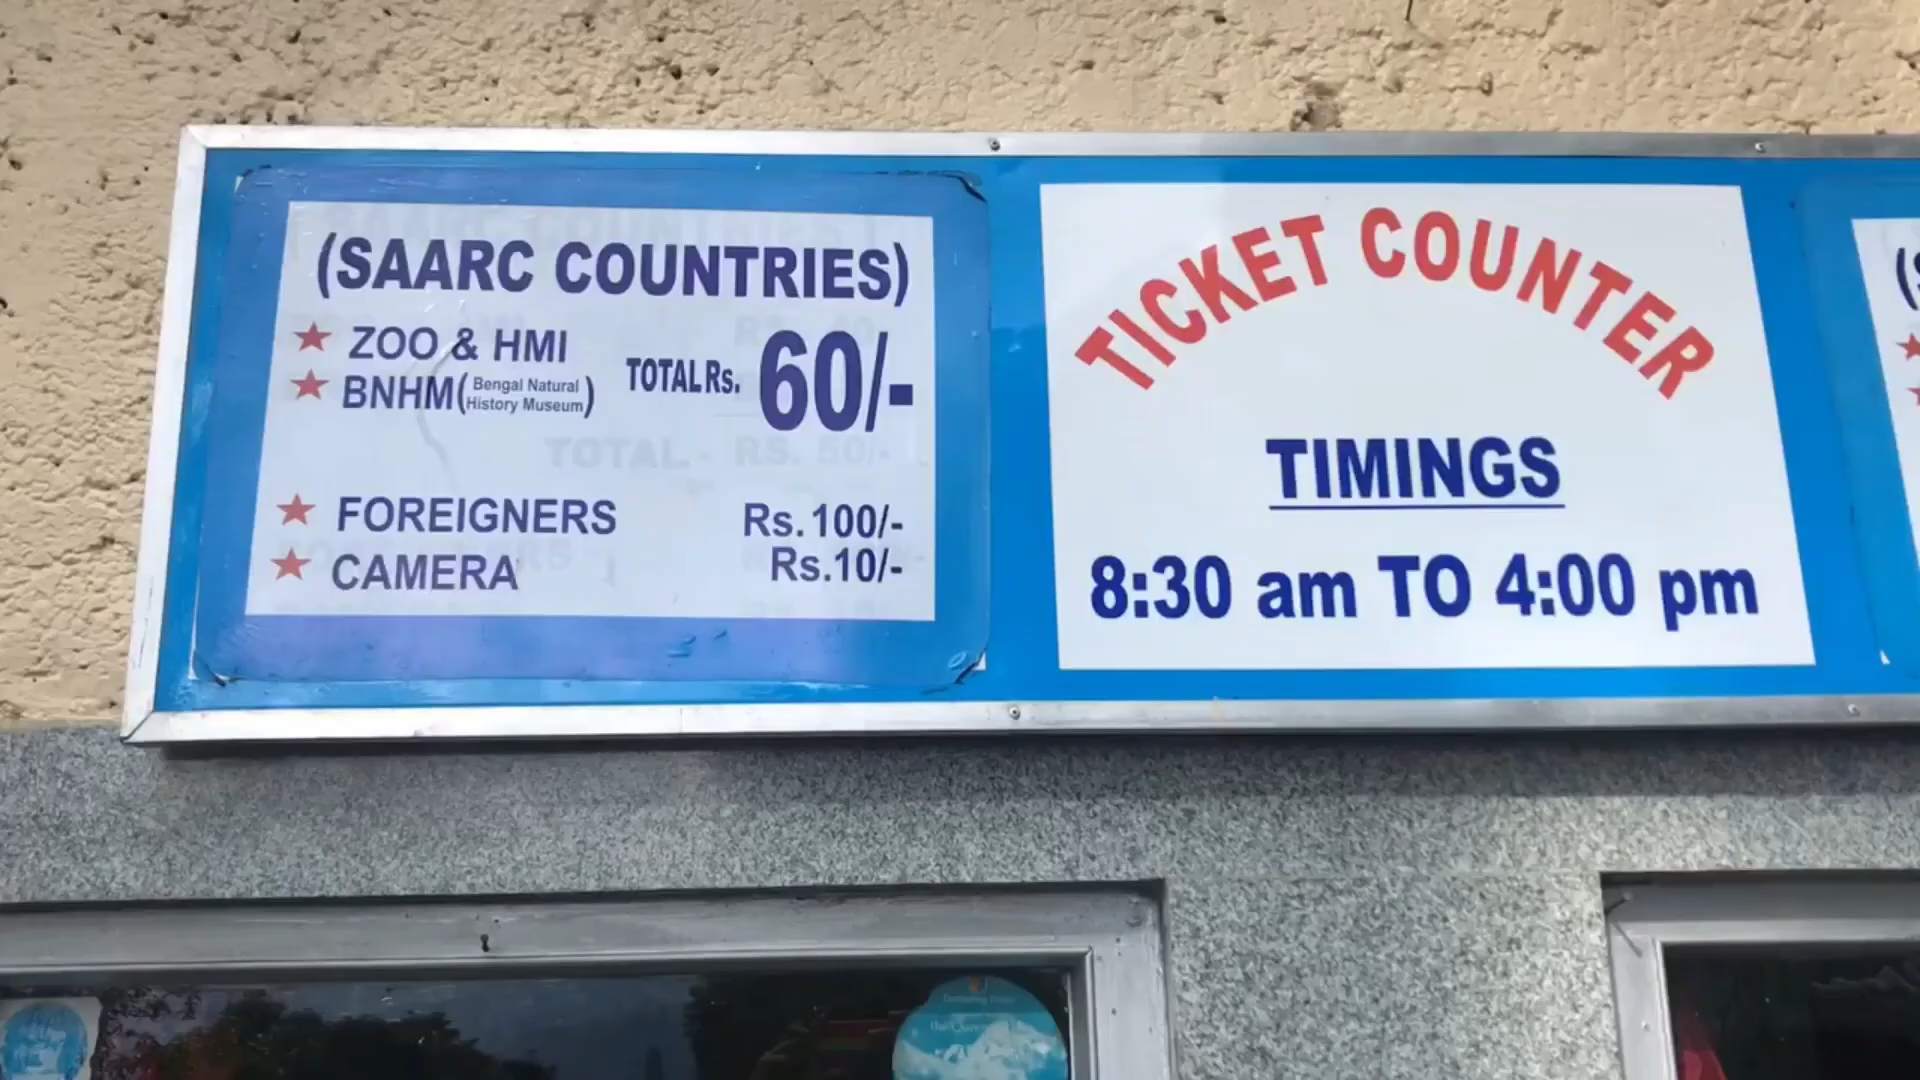 (SAARC COUNTRIES)
ZOO & HMI
BNHM (Bengal Natural History Museum)
TOTAL Rs. 60/-
FOREIGNERS Rs. 100/-
CAMERA Rs.10/-
TICKET COUNTER
TIMINGS
8:30 am TO 4:00 pm